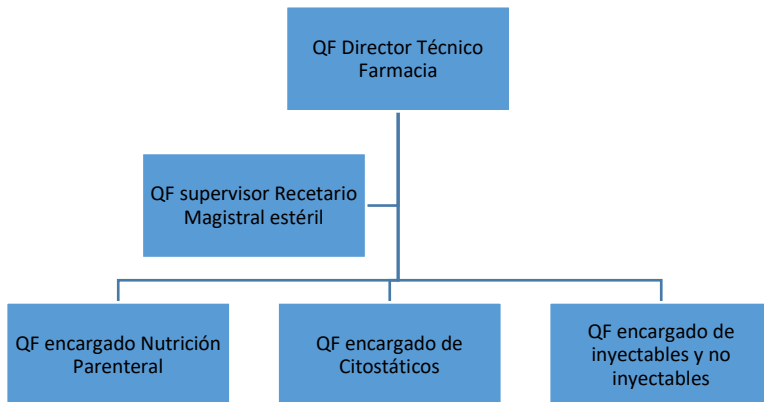 QF Director Técnico
Farmacia
QF supervisor Recetario
Magistral estéril
QF encargado Nutrición
Parenteral
QF encargado de
Citostáticos
QF encargado de
inyectables y no
inyectables